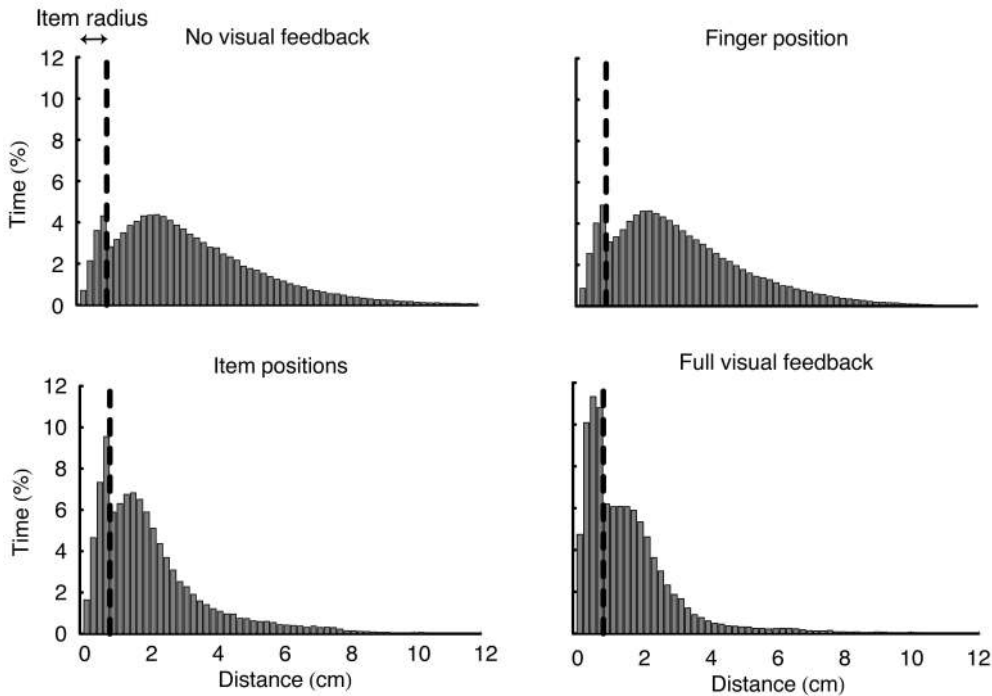 Item radius
No visual feedback
Finger position
12
10
8
6
4
2
0
Time (%)
Item positions
Full visual feedback
12
10
8
6
4
2
0
Time (%)
0 2 4 6 8 10 12
Distance (cm)
0 2 4 6 8 10 12
Distance (cm)